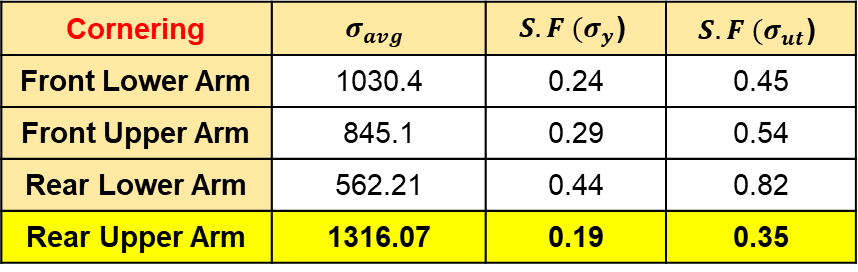 Cornering σavg S.F (σy) S.F (σut)
Front Lower Arm 1030.4 0.24 0.45
Front Upper Arm 845.1 0.29 0.54
Rear Lower Arm 562.21 0.44 0.82
Rear Upper Arm 1316.07 0.19 0.35